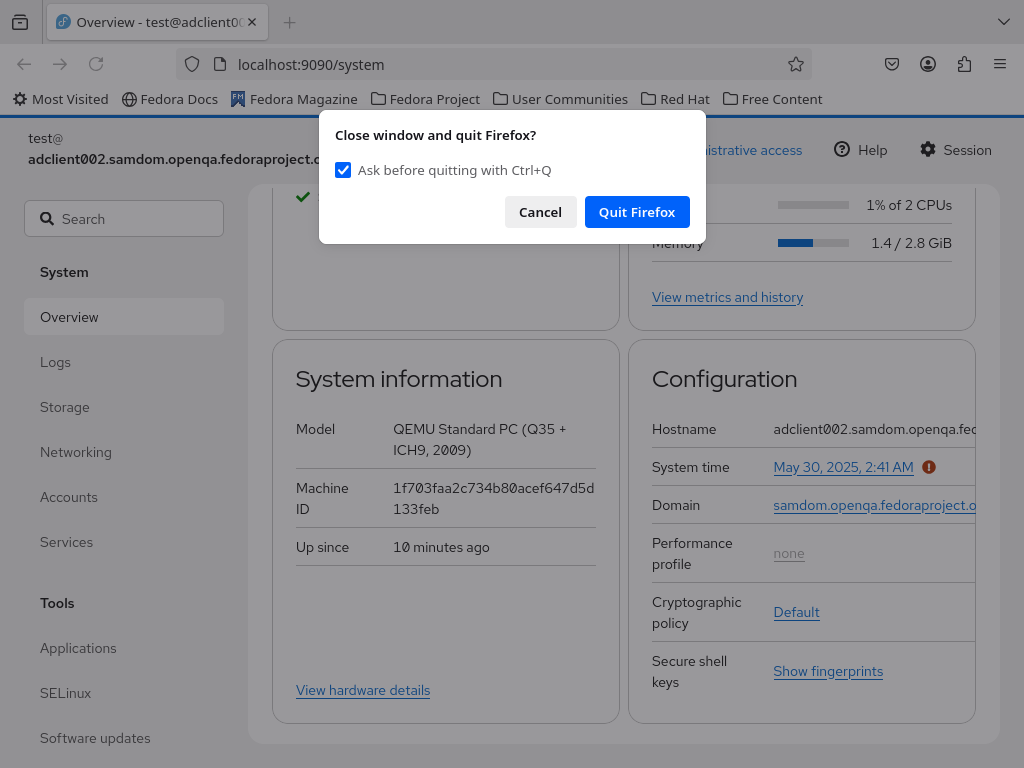 Overview - test@adclient00
localhost:9090/system
Most Visited
Fedora Docs
Fedora Magazine
Fedora Project
User Communities
Red Hat
Free Content
Close window and quit Firefox?
Ask before quitting with Ctrl+Q
Cancel
Quit Firefox
test@
adclient002.samdom.openqa.fedoraproject.o
istrative access
Help
Session
Search
System
Overview
Logs
Storage
Networking
Accounts
Services
Tools
Applications
SELinux
Software updates
1% of 2 CPUs
Memory
1.4 / 2.8 GiB
View metrics and history
System information
Model
QEMU Standard PC (Q35 +
ICH9, 2009)
Machine
ID
1f703faa2c734b80acef647d5d
133feb
Up since
10 minutes ago
View hardware details
Configuration
Hostname
adclient002.samdom.openqa.fed
System time
May 30, 2025, 2:41 AM
Domain
samdom.openqa.fedoraproject.o
Performance
profile
none
Cryptographic
policy
Default
Secure shell
keys
Show fingerprints